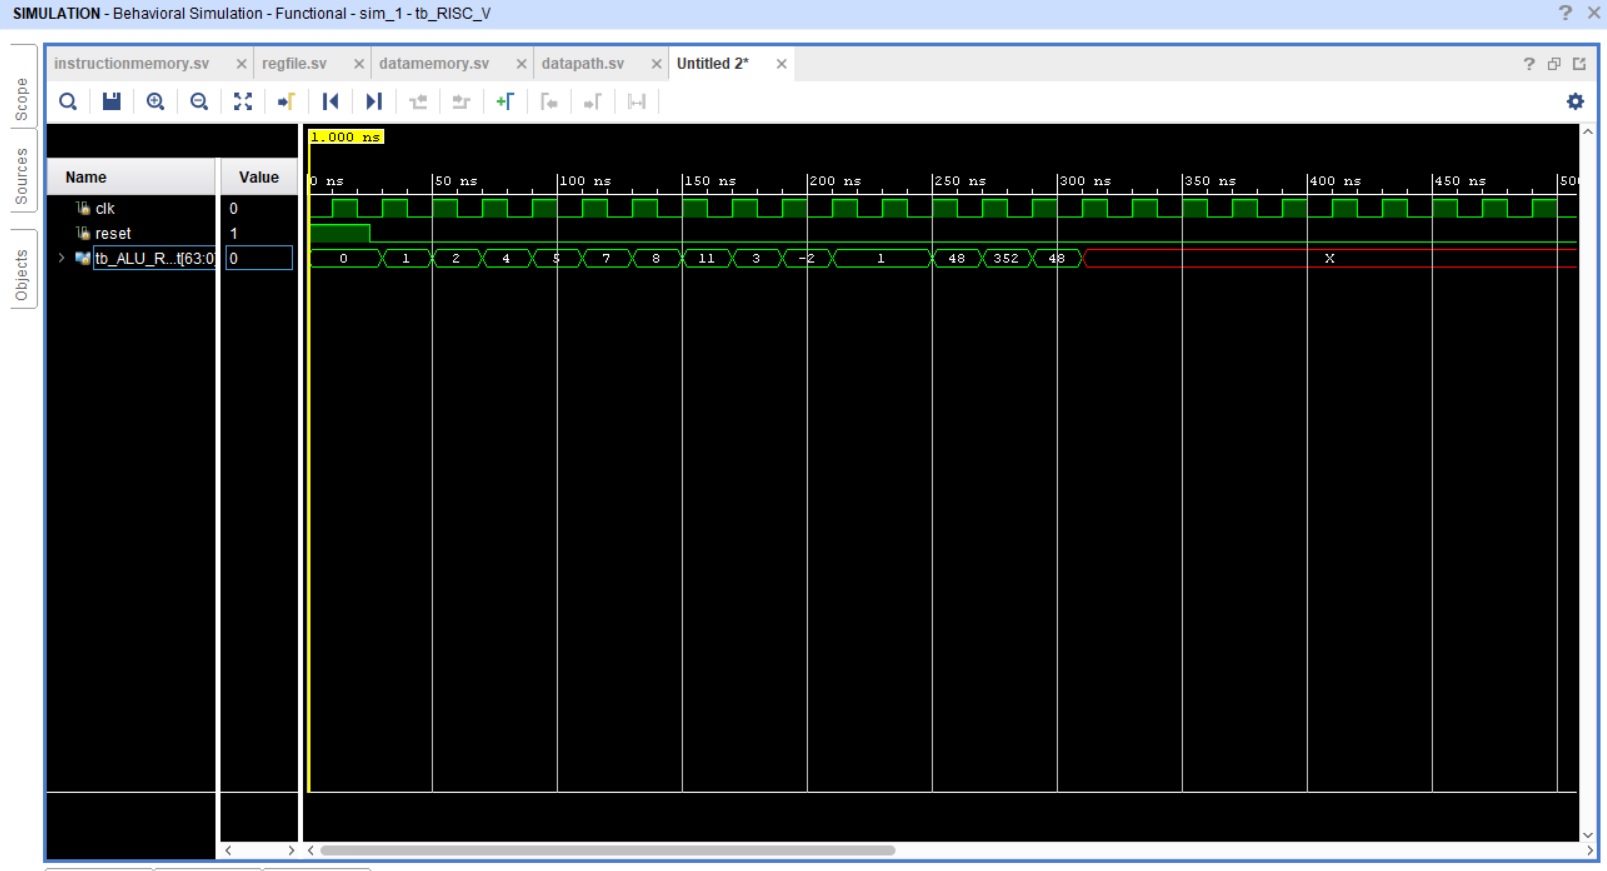 SIMULATION - Behavioral Simulation - Functional - sim_1 - tb_RISC_V
Scope
Sources
Objects
instructionmemory.sv regfile.sv datamemory.sv datapath.sv Untitled 2*
1.000 ns
Name Value
0 ns 50 ns 100 ns 150 ns 200 ns 250 ns 300 ns 350 ns 400 ns 450 ns 500
clk 0
reset 1
tb_ALU_R...t[63:0] 0 0 1 2 4 5 7 8 11 3 -2 1 48 352 48 X